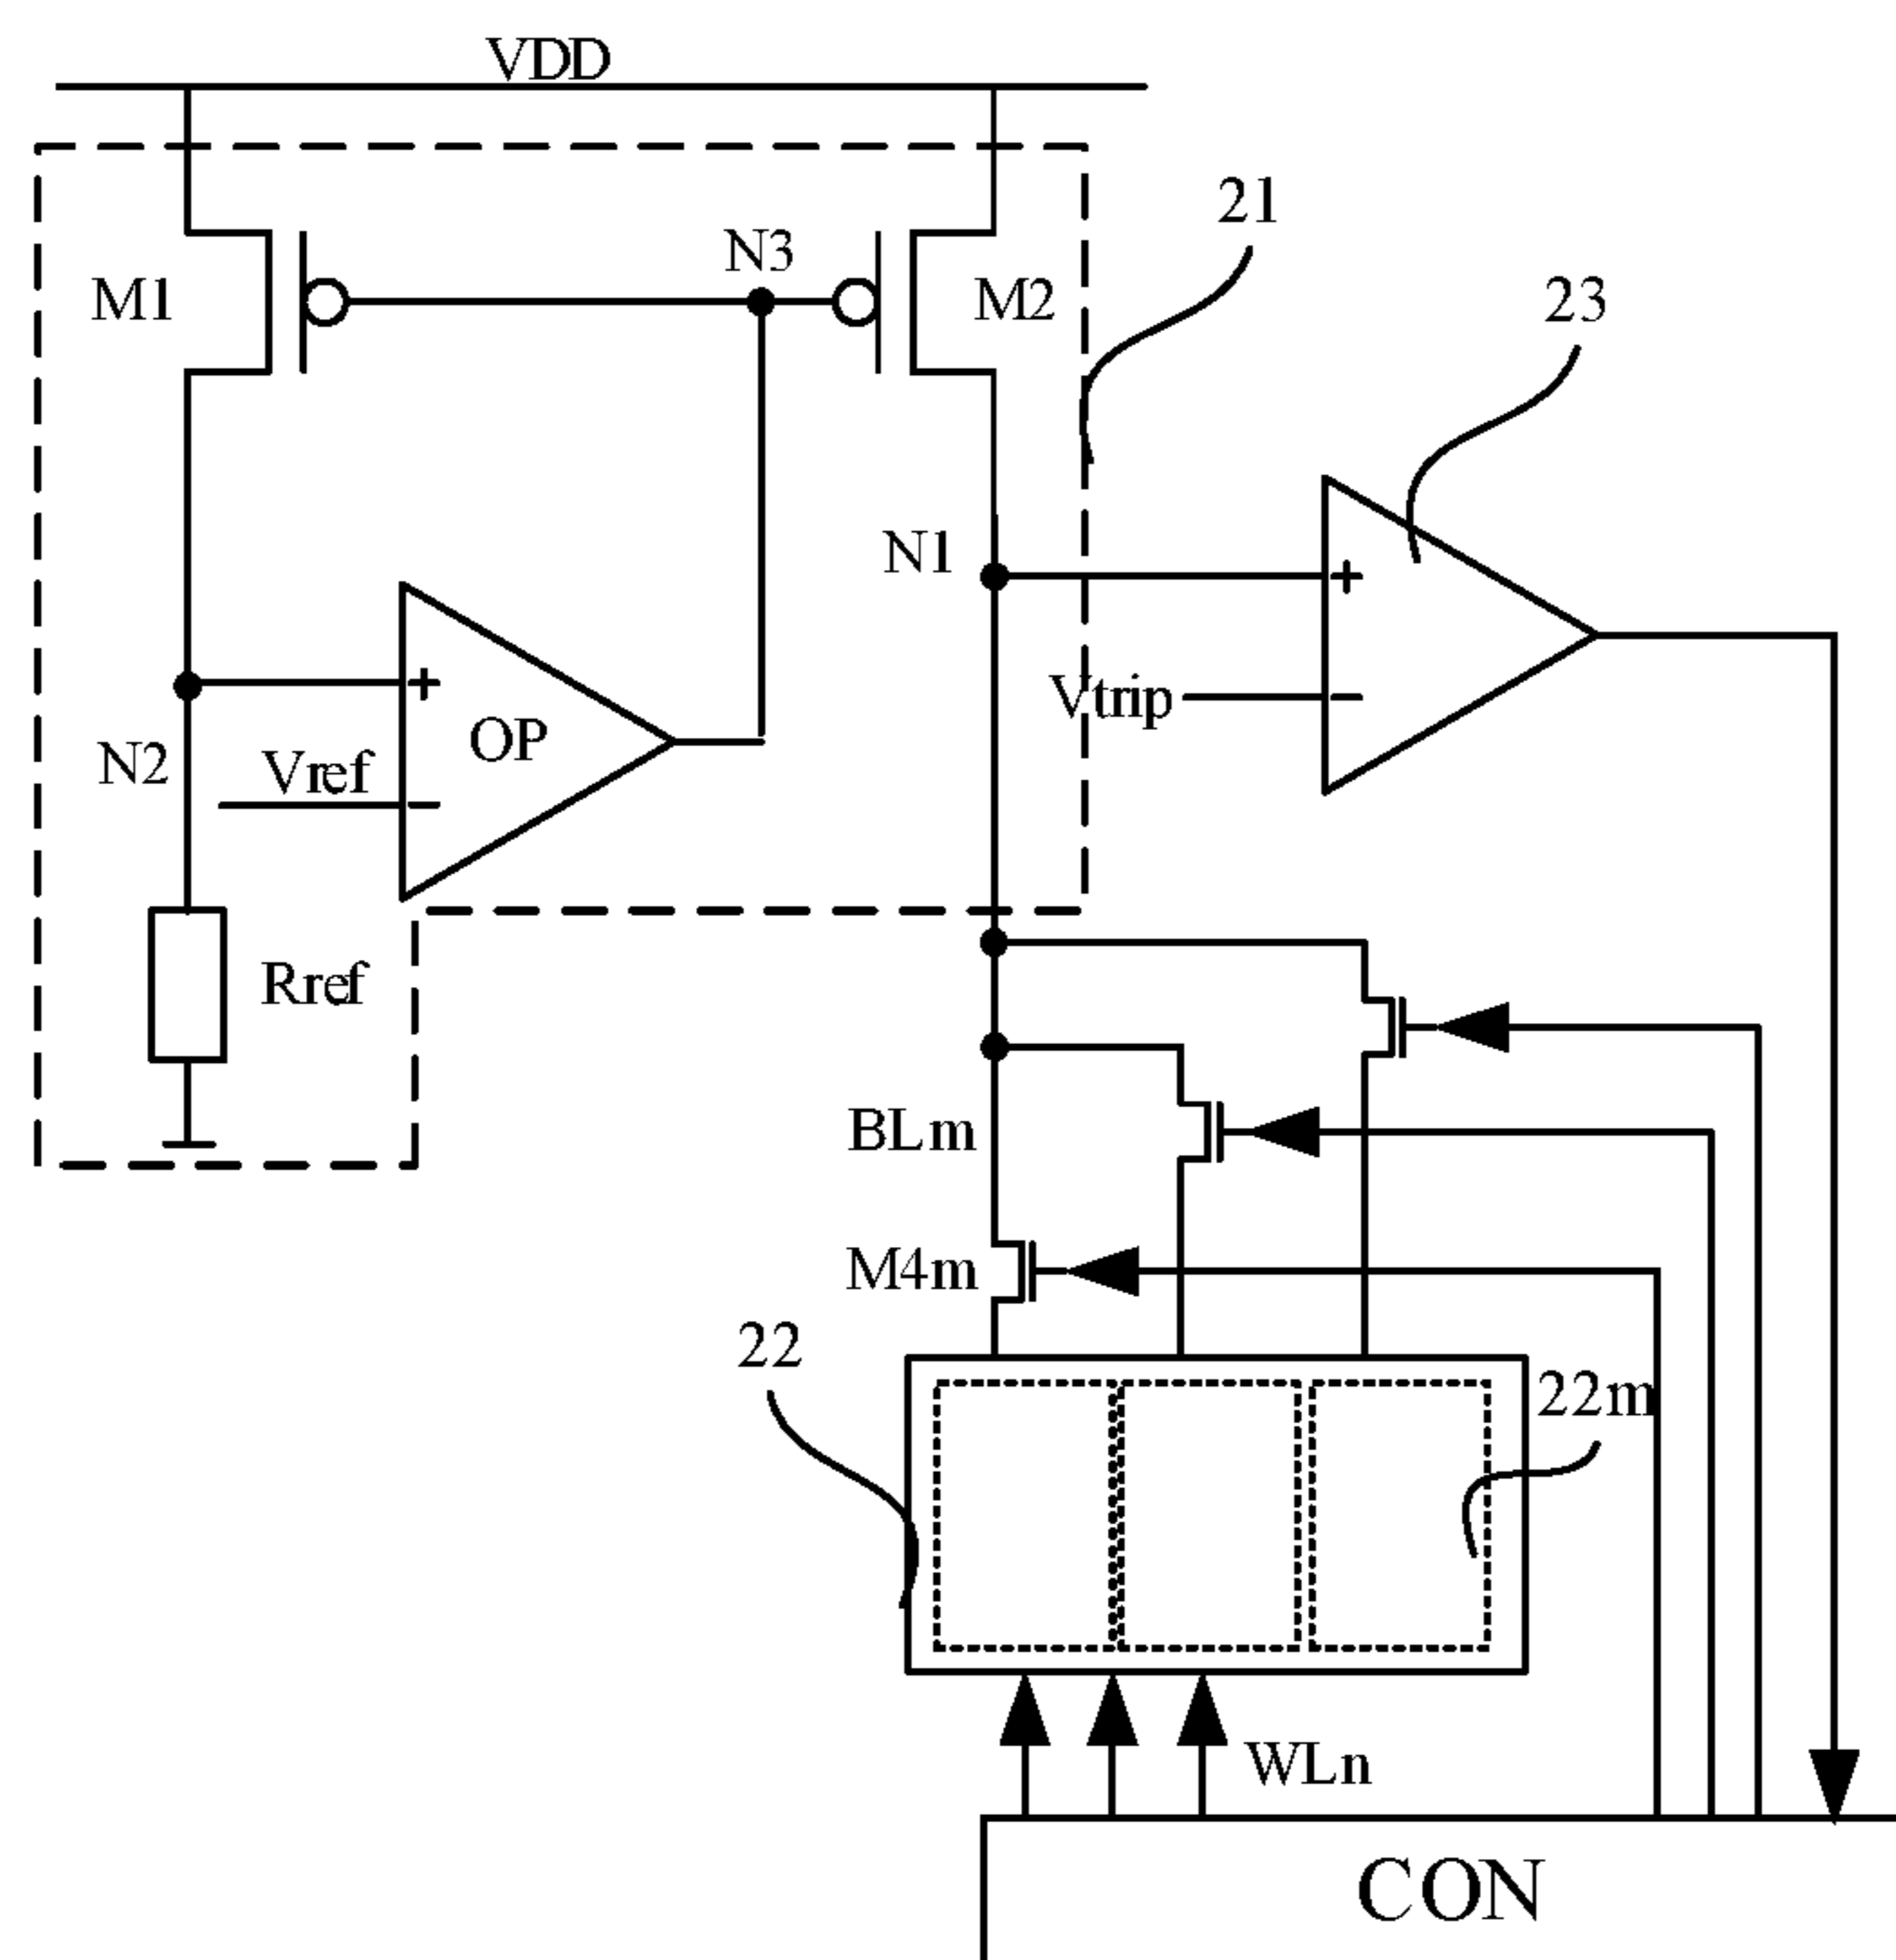 VDD
21
N3
M1
M2
23
N1
+
+
Vtrip
−
OP
N2
Vref
−
Rref
BLm
M4m
22
22m
WLn
CON